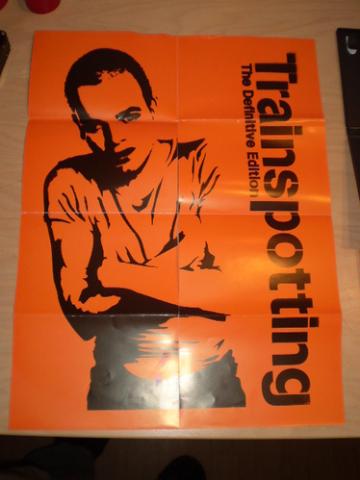 Trainspotting
The Definitive Edition